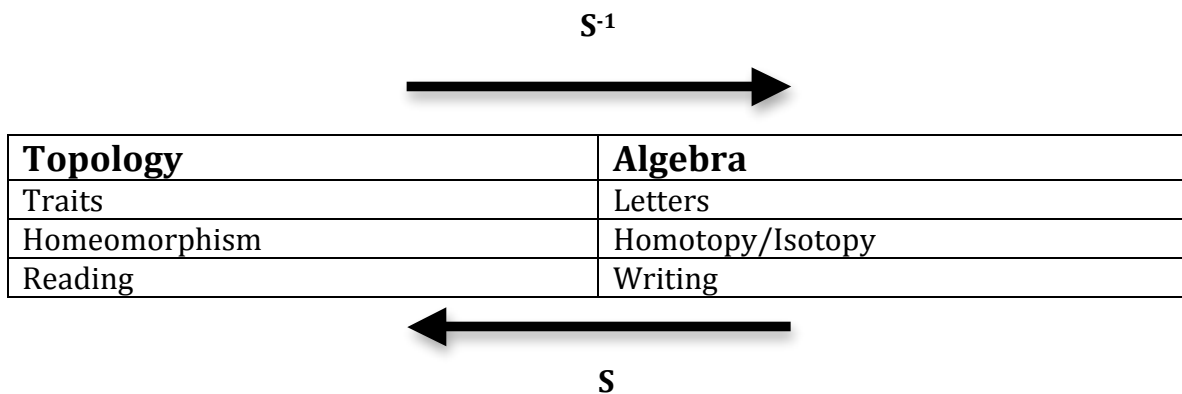 S-1
Topology Algebra
Traits Letters
Homeomorphism Homotopy/Isotopy
Reading Writing
S